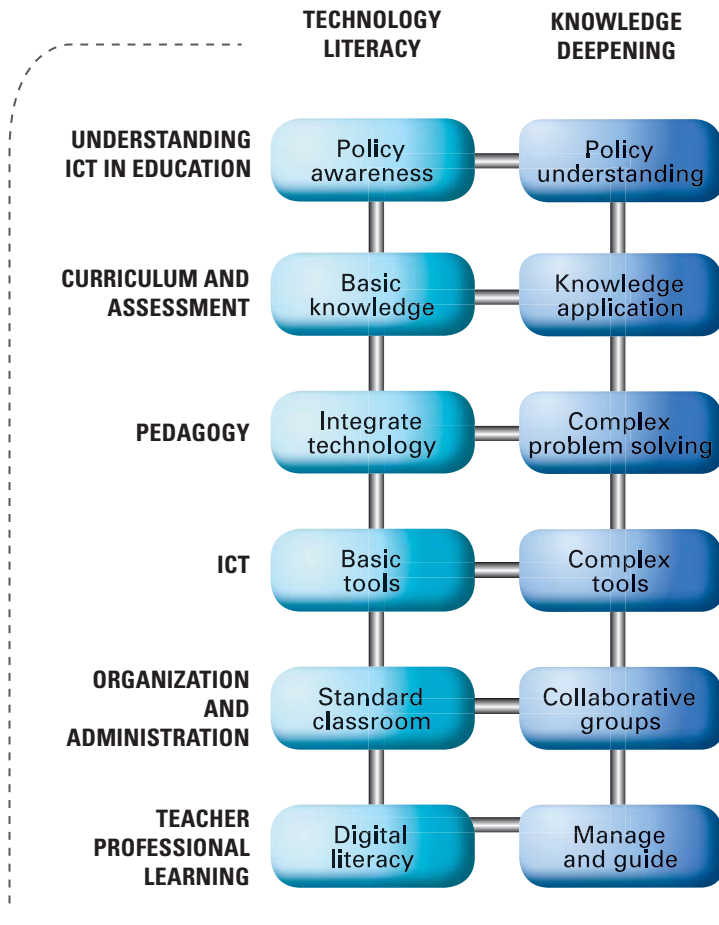 TECHNOLOGY
LITERACY
KNOWLEDGE
DEEPENING
UNDERSTANDING
ICT IN EDUCATION
Policy
awareness
Policy
understanding
CURRICULUM AND
ASSESSMENT
Basic
knowledge
Knowledge
application
PEDAGOGY
Integrate
technology
Complex
problem solving
ICT
Basic
tools
Complex
tools
ORGANIZATION
AND
ADMINISTRATION
Standard
classroom
Collaborative
groups
TEACHER
PROFESSIONAL
LEARNING
Digital
literacy
Manage
and guide